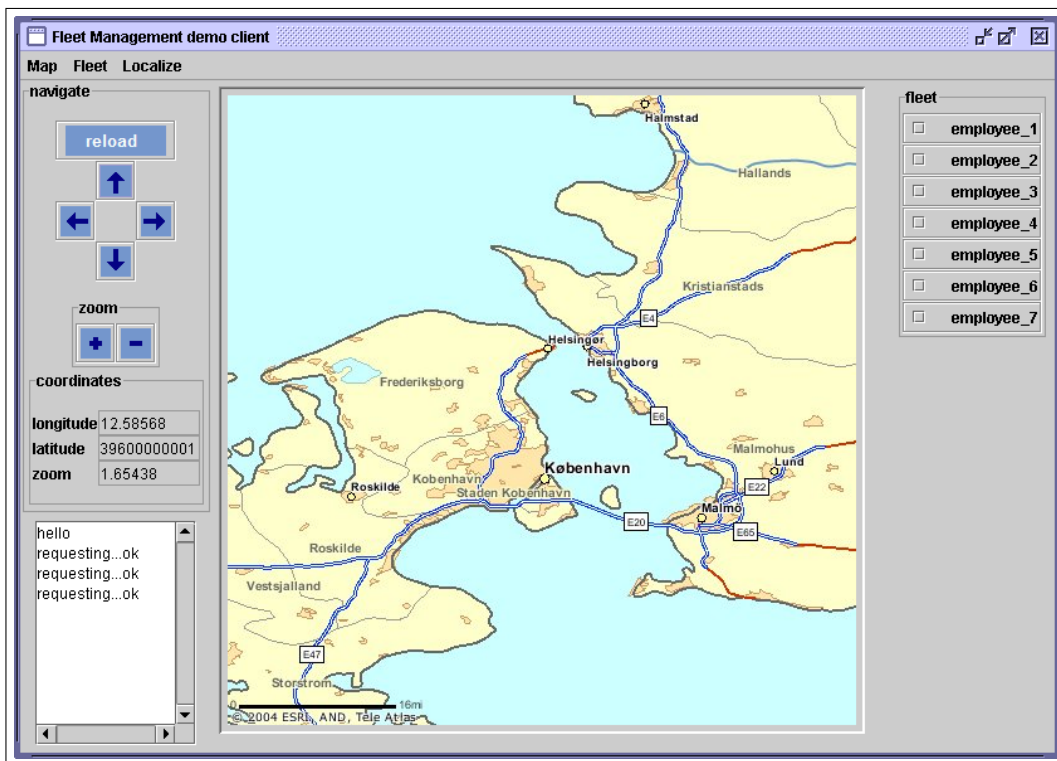 Fleet Management demo client
Map Fleet Localize
navigate
reload
zoom
+ -
coordinates
longitude 12.58568
latitude 39600000001
zoom 1.65438
hello
requesting...ok
requesting...ok
requesting...ok
Halmstad
Hallands
Kristianstads
E4
Helsingør
Helsingborg
Frederiksborg
E6
Malmohus
Lund
København
Kobenhavn
E22
Roskilde
Staden Kobenhavn
Malmö
E20
E65
Roskilde
Vestsjalland
E47
Storstrom
0 16mi
© 2004 ESRI, AND, Tele Atlas
fleet
employee_1
employee_2
employee_3
employee_4
employee_5
employee_6
employee_7